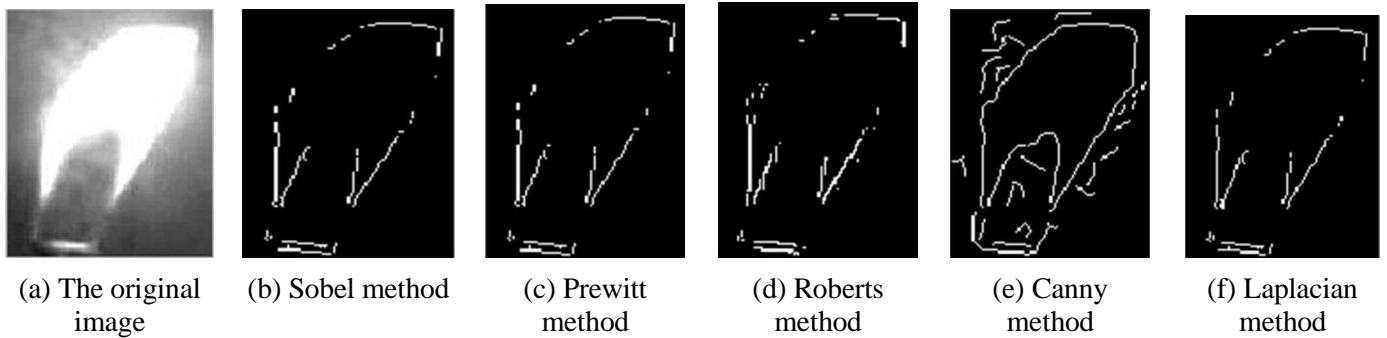 (a) The original
image
(b) Sobel method
(c) Prewitt
method
(d) Roberts
method
(e) Canny
method
(f) Laplacian
method